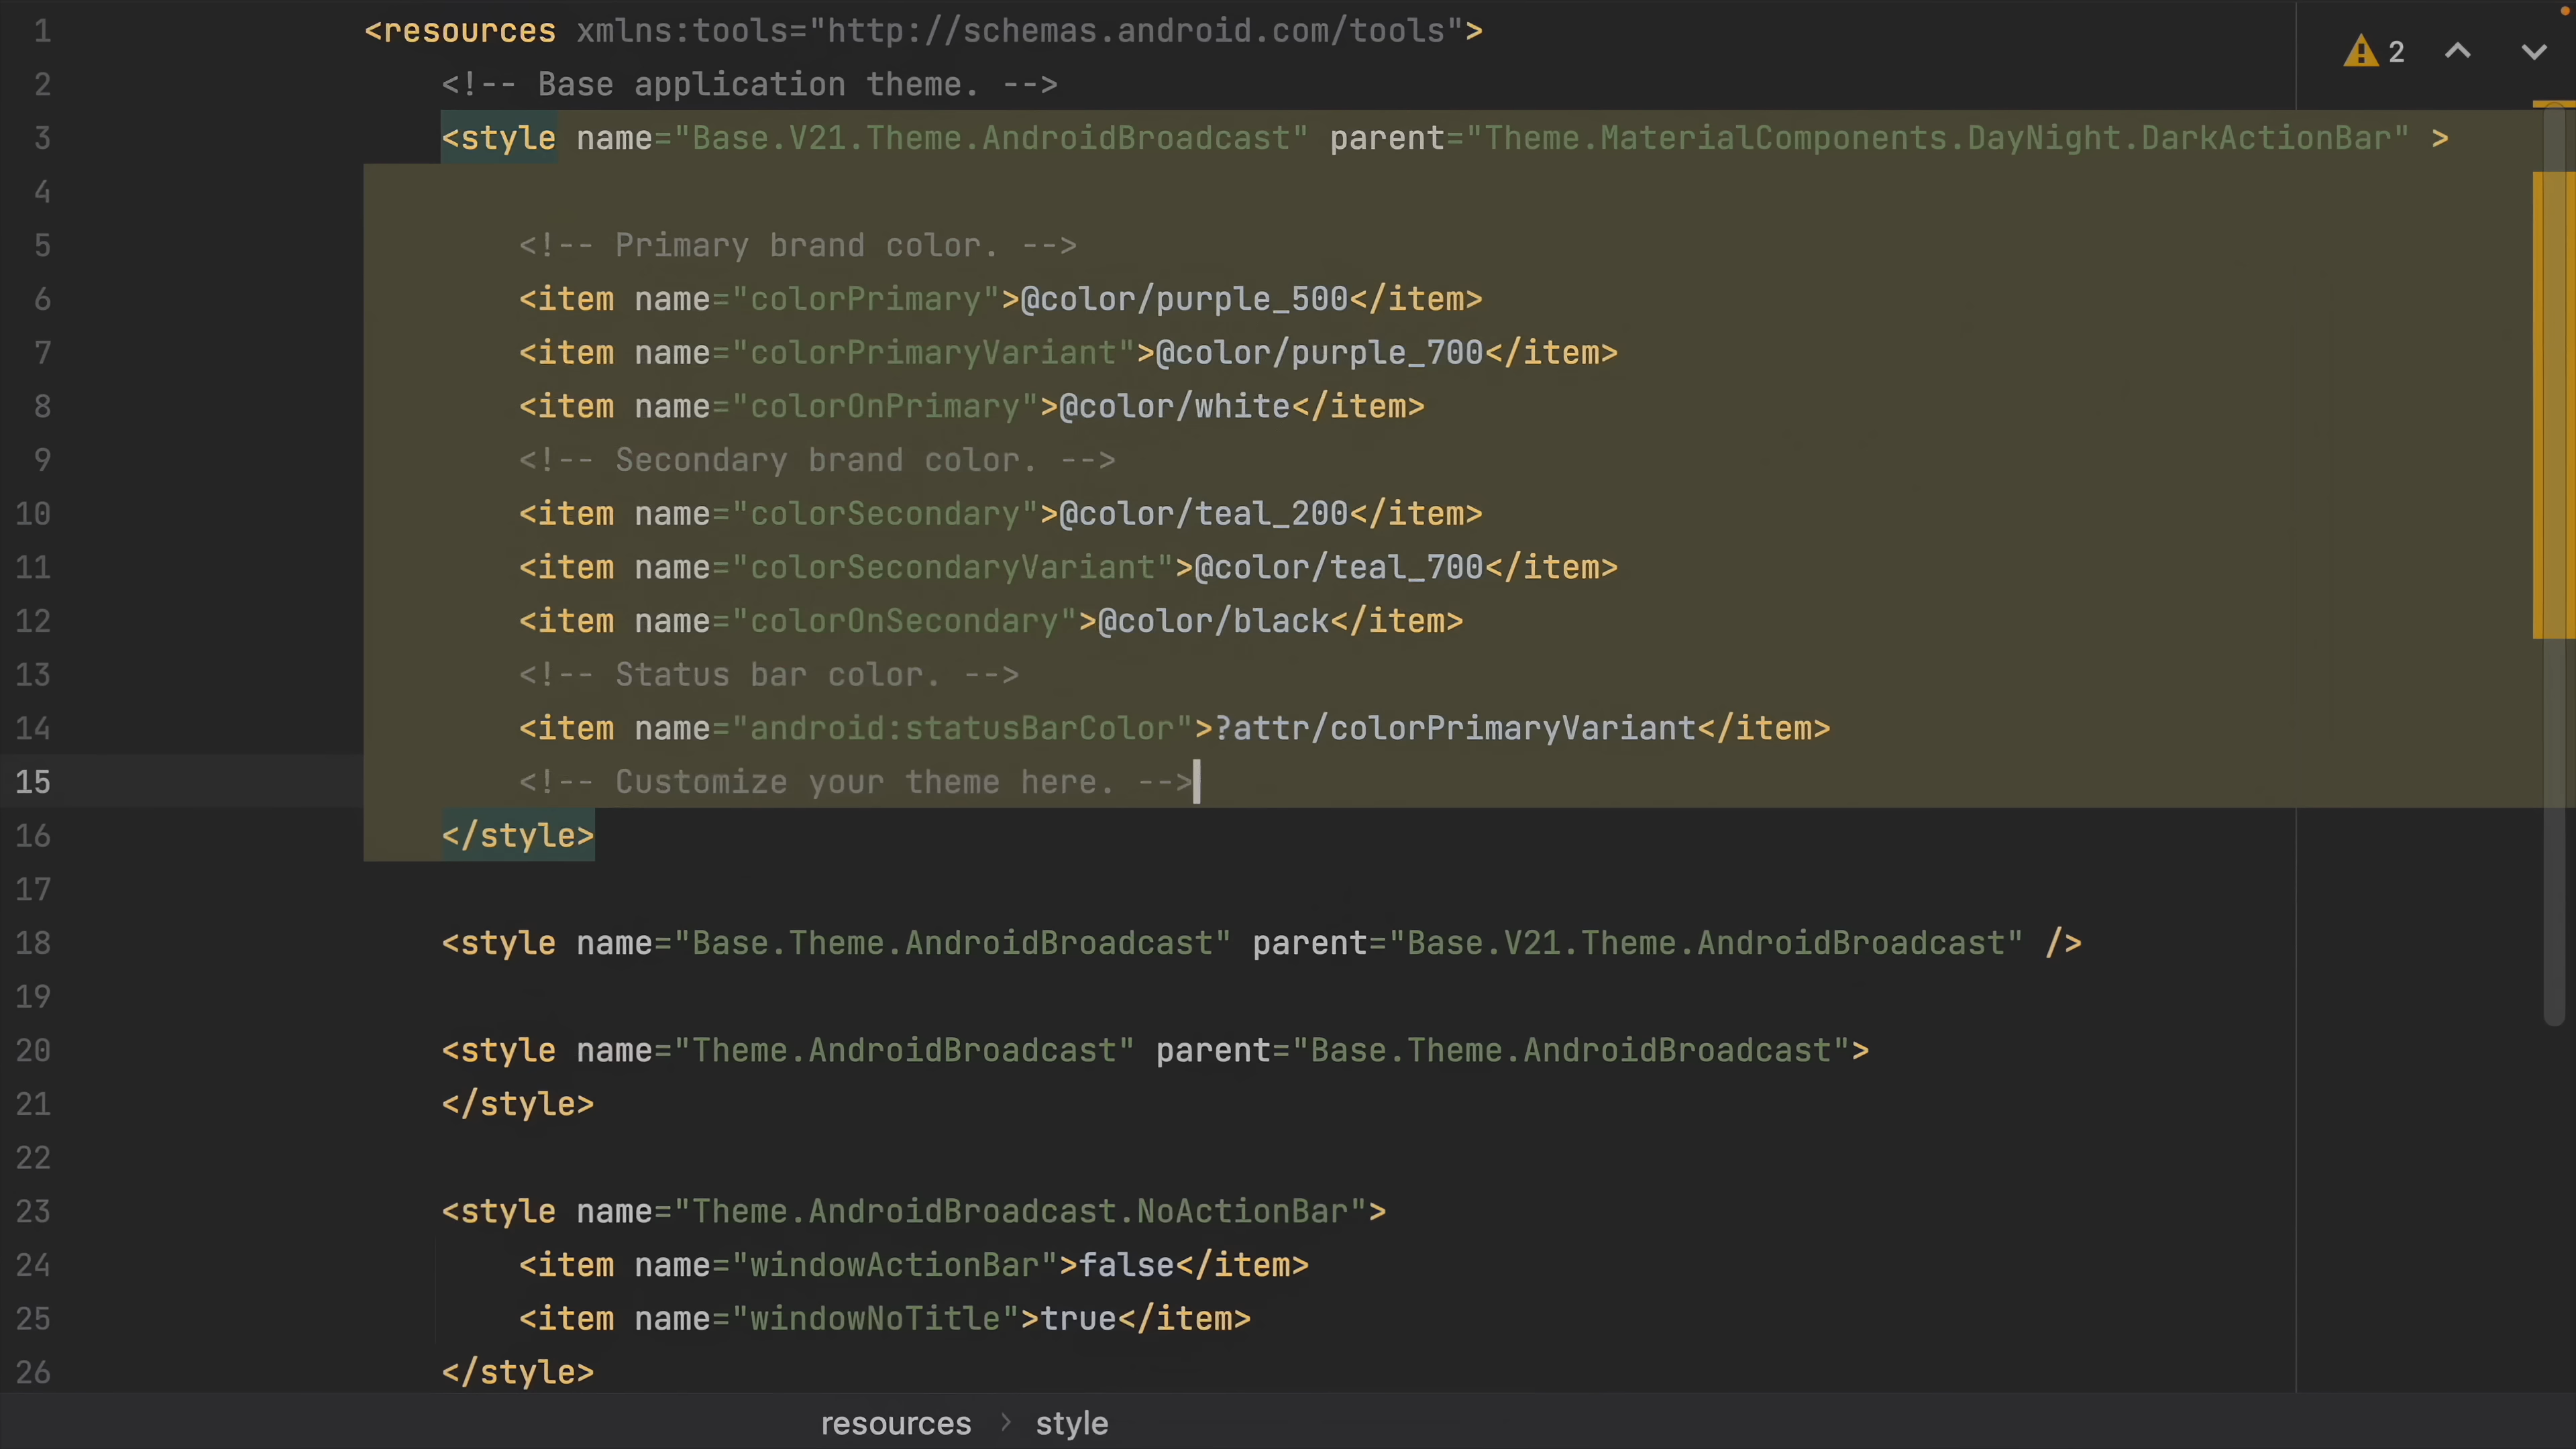 1 <resources xmlns:tools="http://schemas.android.com/tools">
2 <!-- Base application theme. -->
3 <style name="Base.V21.Theme.AndroidBroadcast" parent="Theme.MaterialComponents.DayNight.DarkActionBar" >
4
5 <!-- Primary brand color. -->
6 <item name="colorPrimary">@color/purple_500</item>
7 <item name="colorPrimaryVariant">@color/purple_700</item>
8 <item name="colorOnPrimary">@color/white</item>
9 <!-- Secondary brand color. -->
10 <item name="colorSecondary">@color/teal_200</item>
11 <item name="colorSecondaryVariant">@color/teal_700</item>
12 <item name="colorOnSecondary">@color/black</item>
13 <!-- Status bar color. -->
14 <item name="android:statusBarColor">?attr/colorPrimaryVariant</item>
15 <!-- Customize your theme here. -->
16 </style>
17
18 <style name="Base.Theme.AndroidBroadcast" parent="Base.V21.Theme.AndroidBroadcast" />
19
20 <style name="Theme.AndroidBroadcast" parent="Base.Theme.AndroidBroadcast">
21 </style>
22
23 <style name="Theme.AndroidBroadcast.NoActionBar">
24 <item name="windowActionBar">false</item>
25 <item name="windowNoTitle">true</item>
26 </style>
2
resources > style